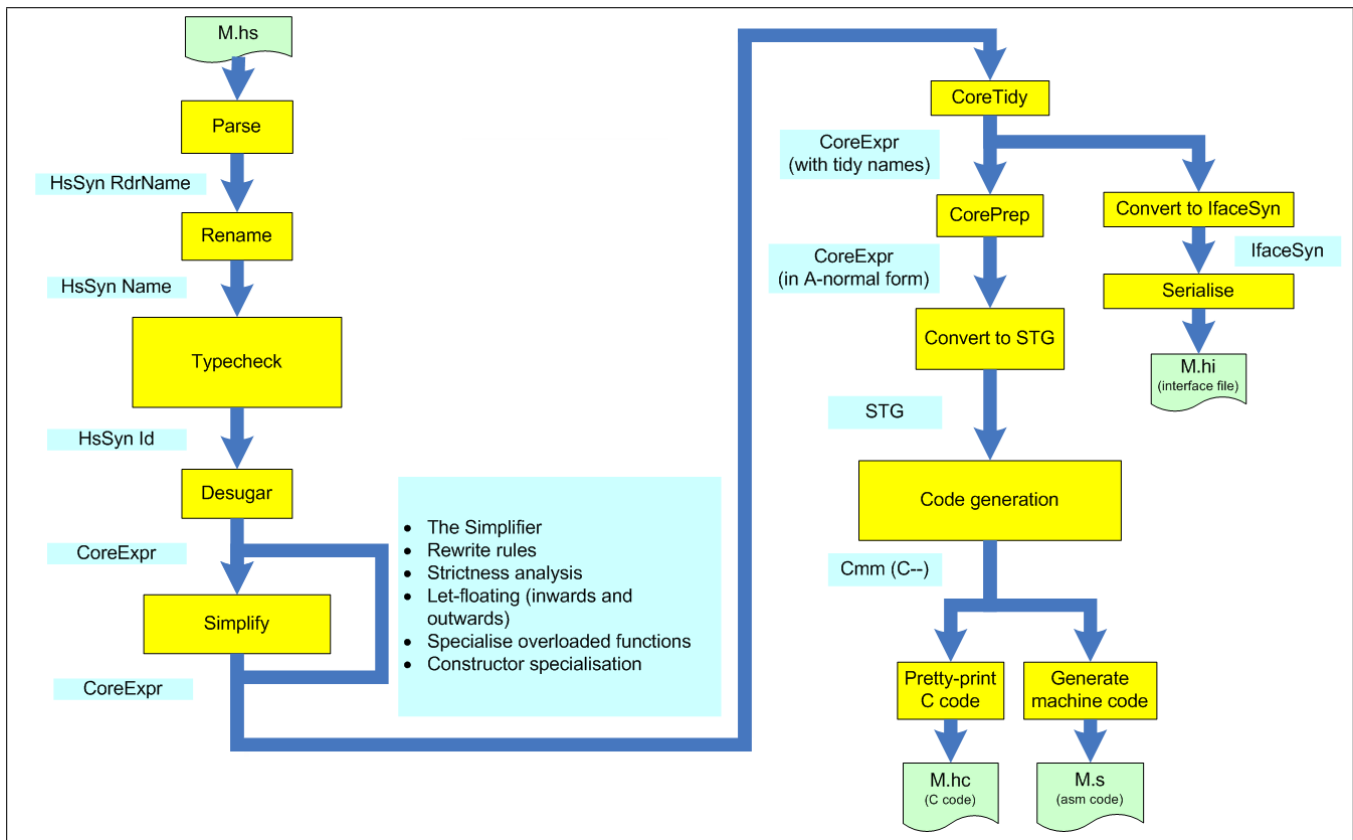 M.hs
Parse
HsSyn RdrName
Rename
HsSyn Name
Typecheck
HsSyn Id
Desugar
CoreExpr
Simplify
CoreExpr
• The Simplifier
• Rewrite rules
• Strictness analysis
• Let-floating (inwards and
outwards)
• Specialise overloaded functions
• Constructor specialisation
CoreTidy
CoreExpr
(with tidy names)
CorePrep
CoreExpr
(in A-normal form)
Convert to STG
STG
Code generation
Cmm (C--)
Pretty-print
C code
M.hc
(C code)
Generate
machine code
M.s
(asm code)
Convert to IfaceSyn
IfaceSyn
Serialise
M.hi
(interface file)